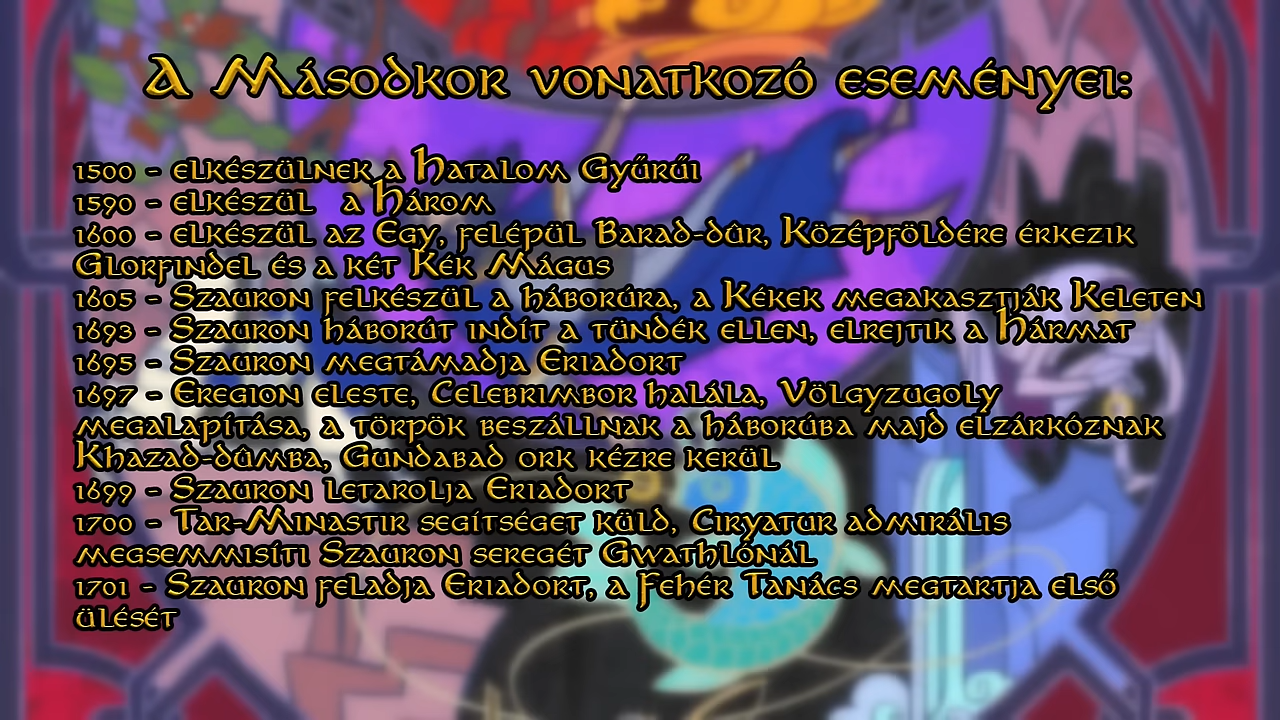 A Másodkor vonatkozó eseményei:
1500 - elkészülnek a Hatalom Gyűrűi
1590 - elkészül a Három
1600 - elkészül az Egy, felépül Barad-dûr, Középföldére érkezik
Glorfindel és a két Kék Mágus
1605 - Szauron felkészül a háborúra, a Kékek megakasztják Keleten
1693 - Szauron háborút indít a tündék ellen, elrejtik a Hármat
1695 - Szauron megtámadja Eriadort
1697 - Eregion eleste, Celebrimbor halála, Völgyzugoly
megalapítása, a törpök beszállnak a háborúba majd elzárkóznak
Khazad-dûmba, Gundabad ork kézre kerül
1699 - Szauron letarolja Eriadort
1700 - Tar-Minastir segítséget küld, Ciryatur admirális
megsemmisíti Szauron seregét Gwathlónál
1701 - Szauron feladja Eriadort, a Fehér Tanács megtartja első
ülését